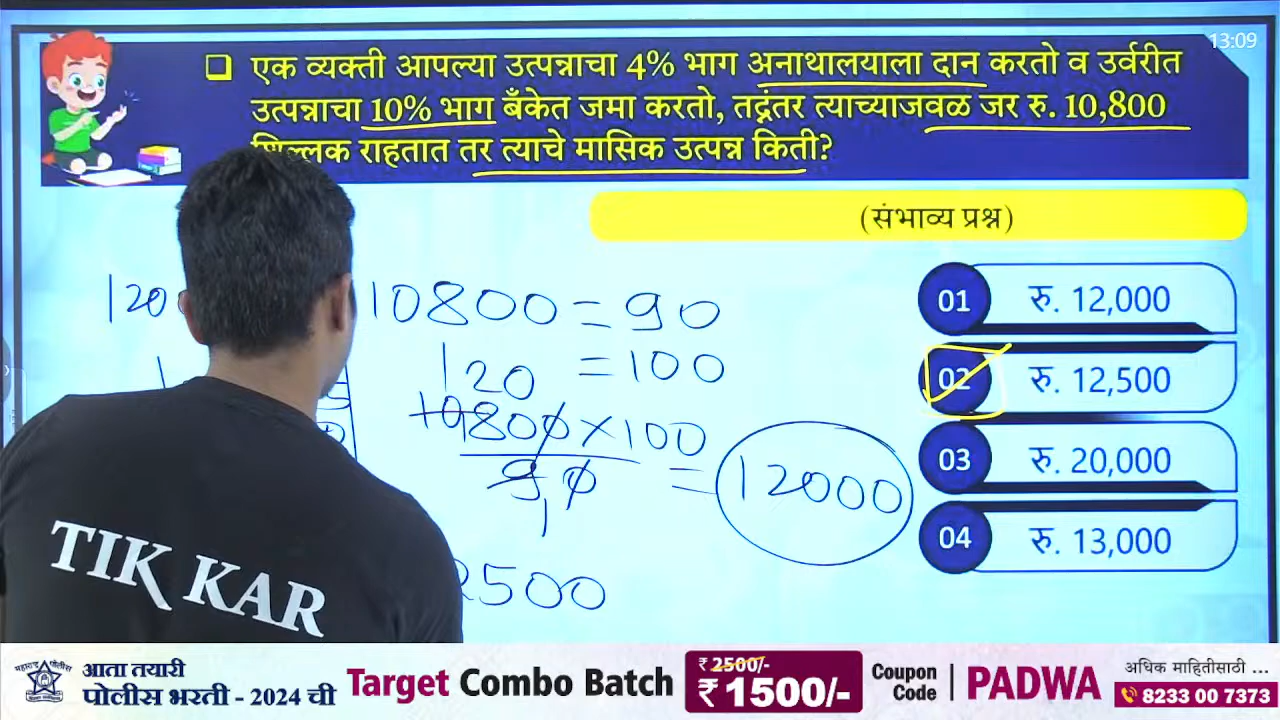 13:09
❑ एक व्यक्ती आपल्या उत्पन्नाचा 4% भाग अनाथालयाला दान करतो व उर्वरीत
उत्पन्नाचा 10% भाग बँकेत जमा करतो, तद्नंतर त्याच्याजवळ जर रु. 10,800
राहतात तर त्याचे मासिक उत्पन्न किती?
(संभाव्य प्रश्न)
01 रु. 12,000
02 रु. 12,500
03 रु. 20,000
04 रु. 13,000
10800 = 90
120 = 100
10800 × 100
90
= 12000
2500
TIK KAR
महाराष्ट्र पोलीस
आता तयारी
पोलीस भरती - 2024 ची
Target Combo Batch
₹ 2500/-
₹ 1500/-
Coupon
Code
PADWA
अधिक माहितीसाठी ...
8233 00 7373